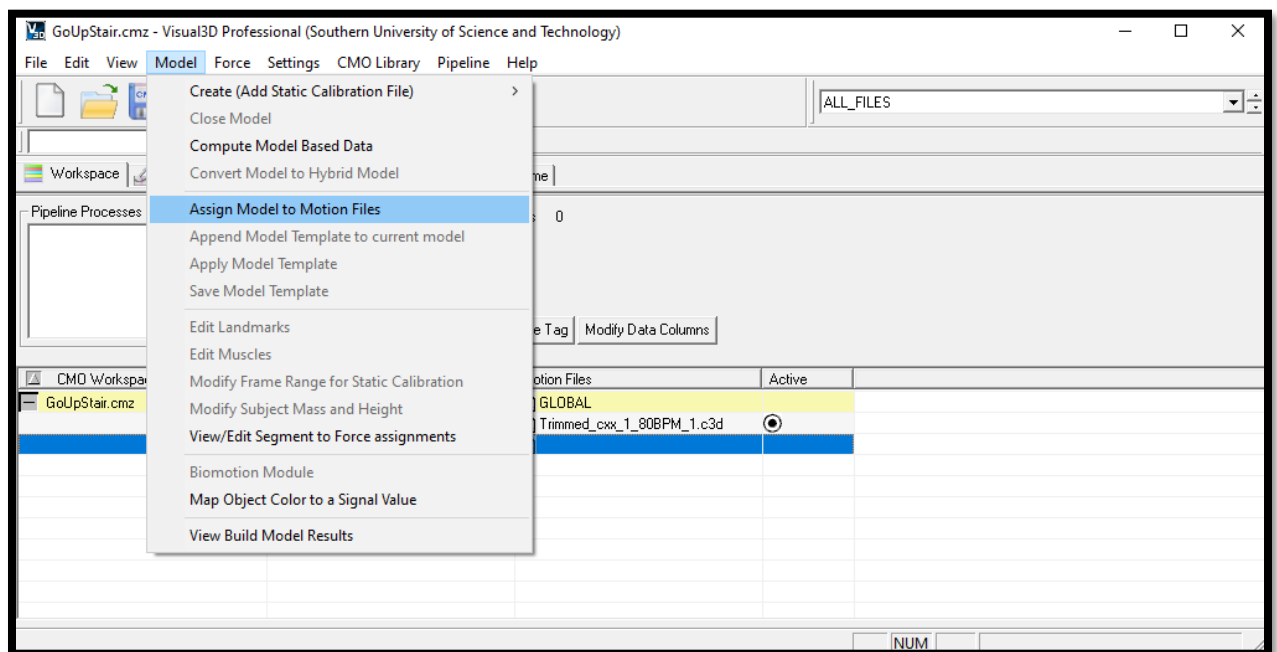 GoUpStair.cmz - Visual3D Professional (Southern University of Science and Technology)
File Edit View Model Force Settings CMO Library Pipeline Help
Create (Add Static Calibration File)
ALL_FILES
Close Model
Compute Model Based Data
Workspace
Convert Model to Hybrid Model
me
Pipeline Processes
Assign Model to Motion Files
s 0
Append Model Template to current model
Apply Model Template
Save Model Template
Edit Landmarks
e Tag Modify Data Columns
Edit Muscles
CMO Workspa
Modify Frame Range for Static Calibration
otion Files Active
GoUpStair.cmz
Modify Subject Mass and Height
GLOBAL
View/Edit Segment to Force assignments
Trimmed_cxx_1_80BPM_1.c3d
Biomotion Module
Map Object Color to a Signal Value
View Build Model Results
NUM